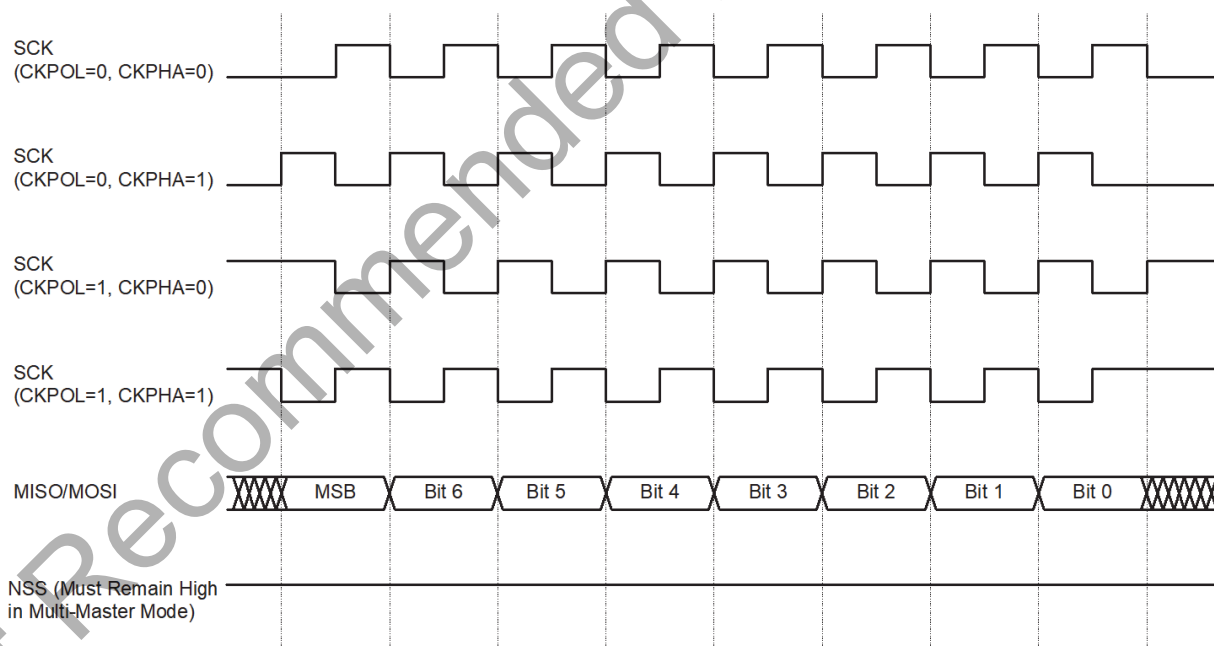 SCK
(CKPOL=0, CKPHA=0)
SCK
(CKPOL=0, CKPHA=1)
SCK
(CKPOL=1, CKPHA=0)
SCK
(CKPOL=1, CKPHA=1)
MISO/MOSI
MSB
Bit 6
Bit 5
Bit 4
Bit 3
Bit 2
Bit 1
Bit 0
NSS (Must Remain High
in Multi-Master Mode)
Recommended